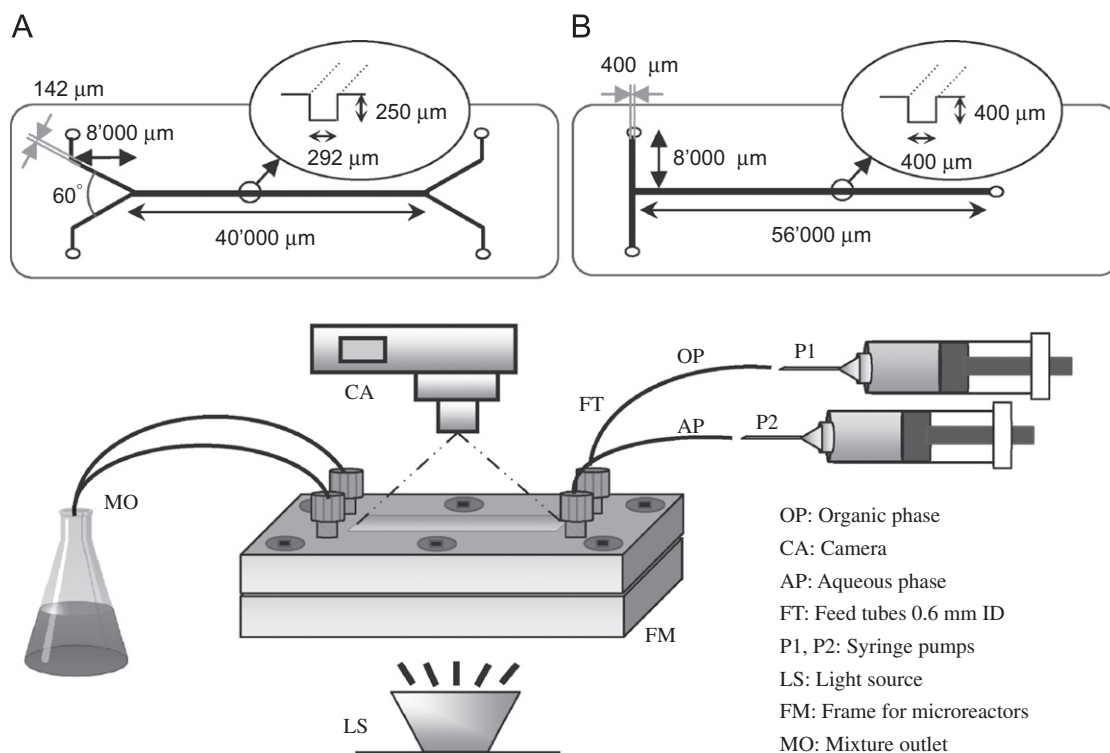 A
142 µm
8'000 µm
250 µm
292 µm
60°
40'000 µm
B
400 µm
8'000 µm
400 µm
400 µm
56'000 µm
CA
OP
P1
FT
AP
P2
MO
FM
LS
OP: Organic phase
CA: Camera
AP: Aqueous phase
FT: Feed tubes 0.6 mm ID
P1, P2: Syringe pumps
LS: Light source
FM: Frame for microreactors
MO: Mixture outlet